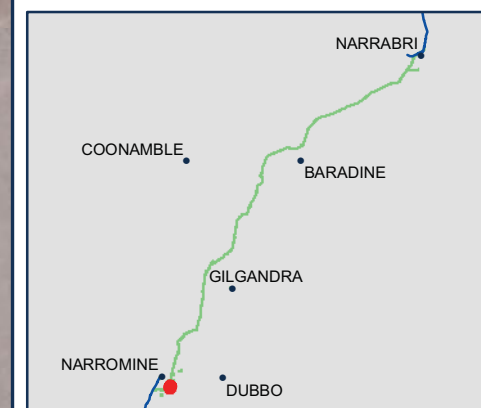 NARRABRI
COONAMBLE
BARADINE
GILGANDRA
NARROMINE
DUBBO